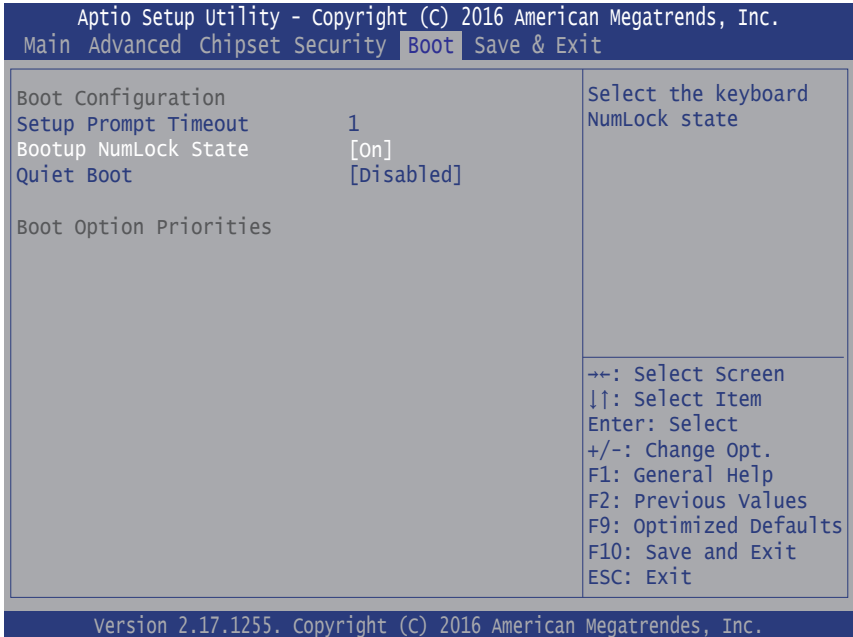 Aptio Setup Utility - Copyright (C) 2016 American Megatrends, Inc.
Main Advanced Chipset Security Boot Save & Exit
Boot Configuration
Setup Prompt Timeout 1
Bootup NumLock State [On]
Quiet Boot [Disabled]
Boot Option Priorities
Select the keyboard
NumLock state
→←: Select Screen
↓↑: Select Item
Enter: Select
+/-: Change Opt.
F1: General Help
F2: Previous Values
F9: Optimized Defaults
F10: Save and Exit
ESC: Exit
Version 2.17.1255. Copyright (C) 2016 American Megatrendes, Inc.